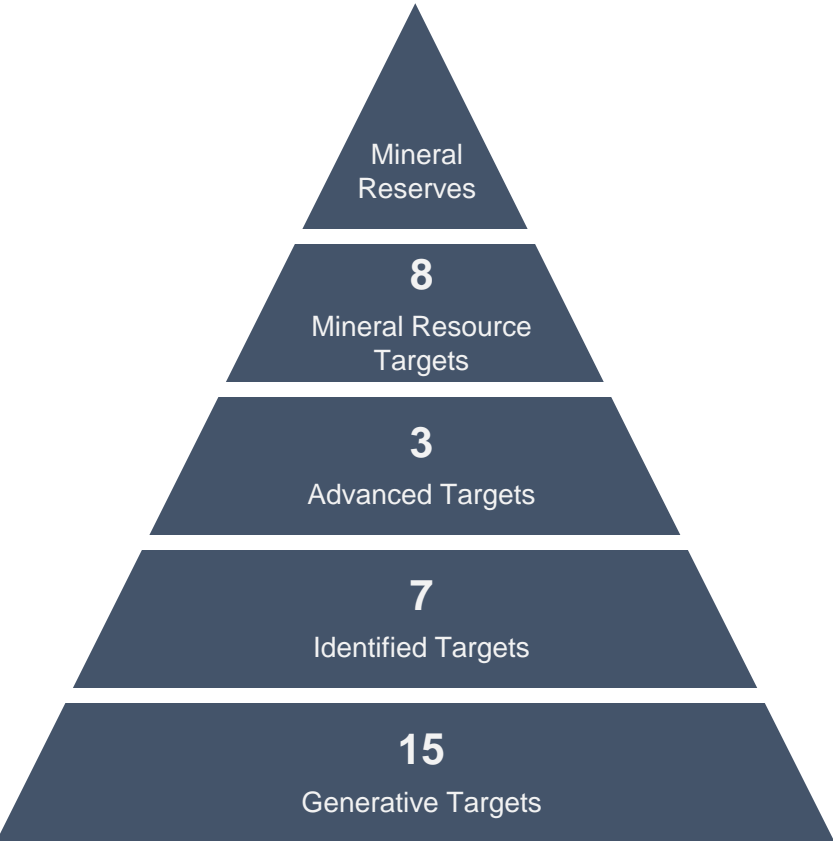 Mineral
Reserves
8
Mineral Resource
Targets
3
Advanced Targets
7
Identified Targets
15
Generative Targets